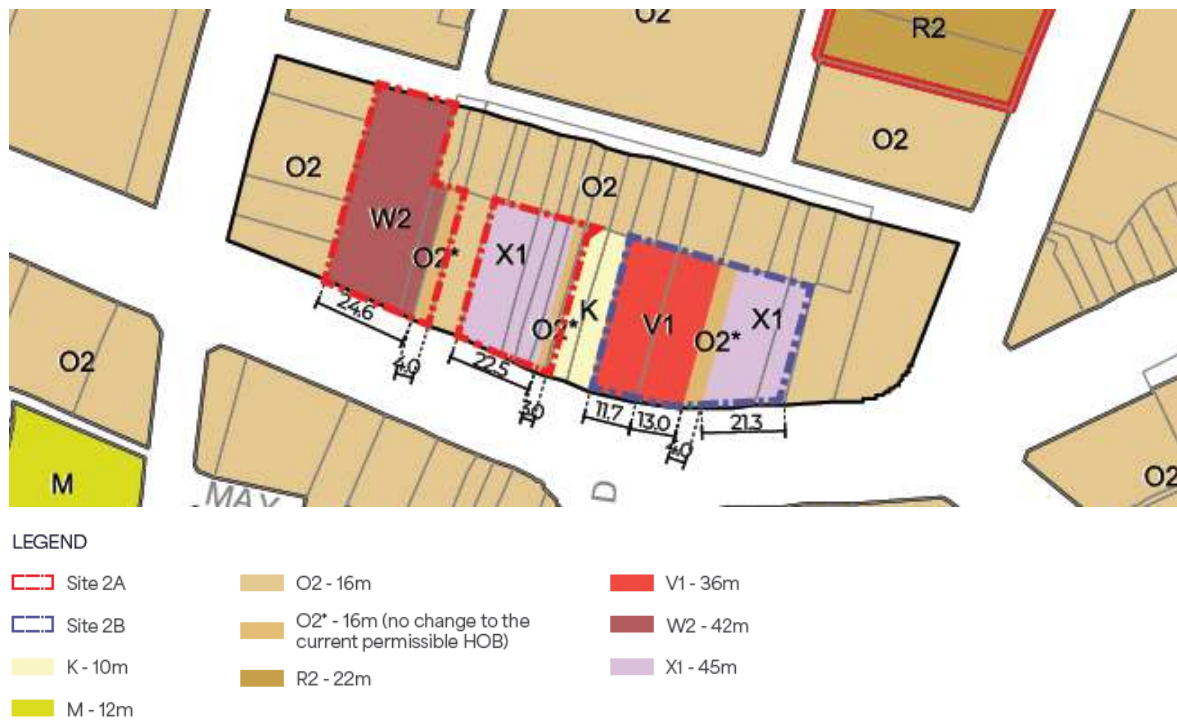 O2
R2
O2
O2
O2
W2
O2*
X1
O2*
K
V1
O2*
X1
24.6
4.0
22.5
3.0
11.7
13.0
4.0
21.3
O2
M
MAY
D
O2
LEGEND
Site 2A
Site 2B
K - 10m
M - 12m
O2 - 16m
O2* - 16m (no change to the
current permissible HOB)
R2 - 22m
V1 - 36m
W2 - 42m
X1 - 45m